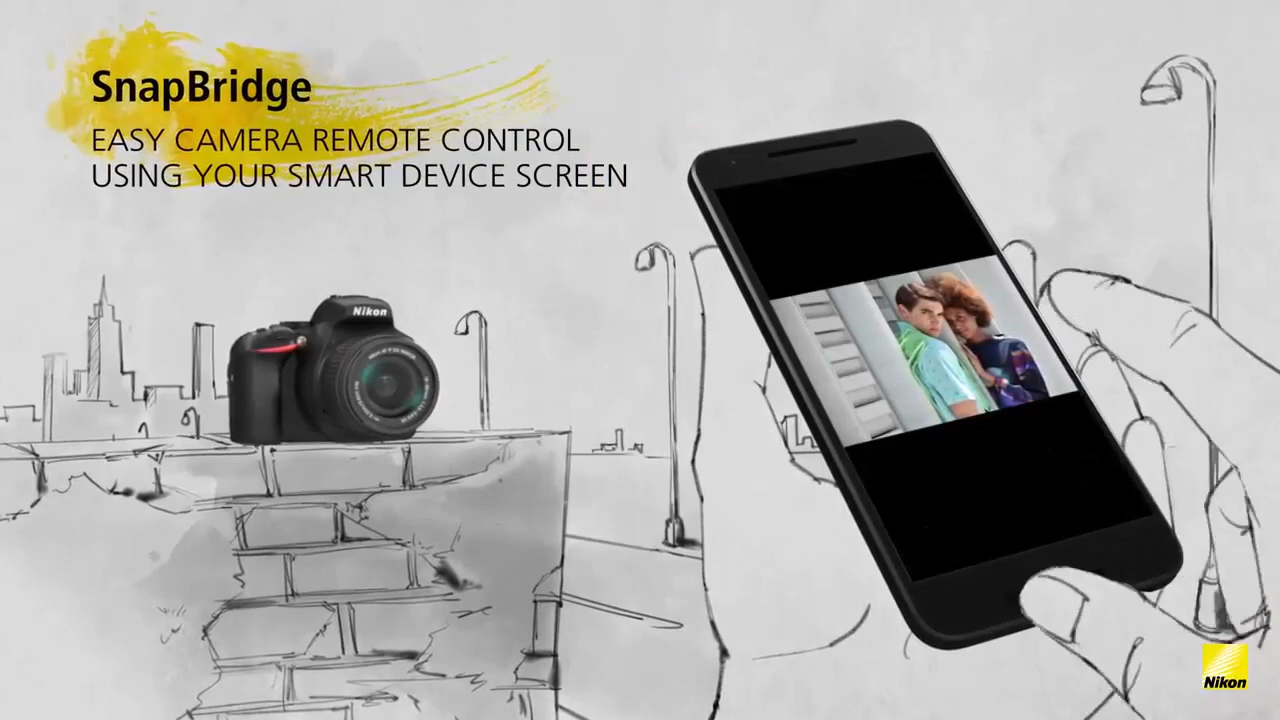 SnapBridge
EASY CAMERA REMOTE CONTROL
USING YOUR SMART DEVICE SCREEN
Nikon
Nikon